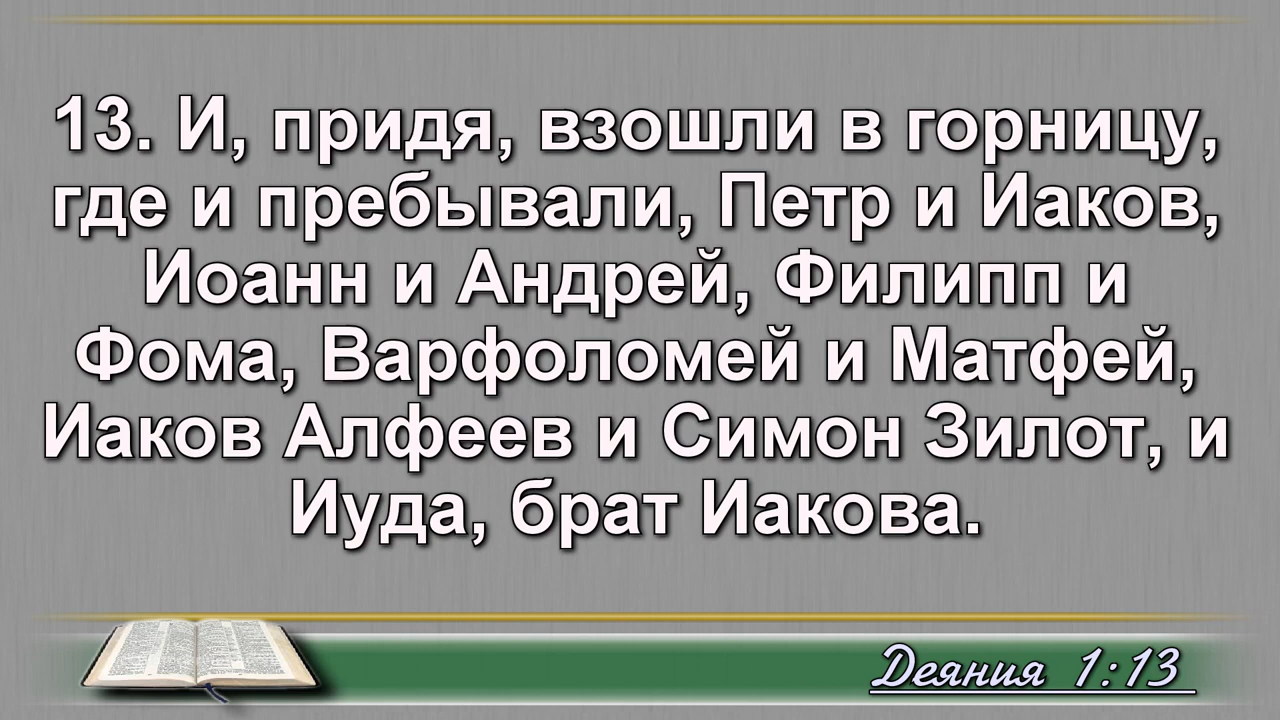 13. И, придя, взошли в горницу,
где и пребывали, Петр и Иаков,
Иоанн и Андрей, Филипп и
Фома, Варфоломей и Матфей,
Иаков Алфеев и Симон Зилот, и
Иуда, брат Иакова.
Деяния 1:13